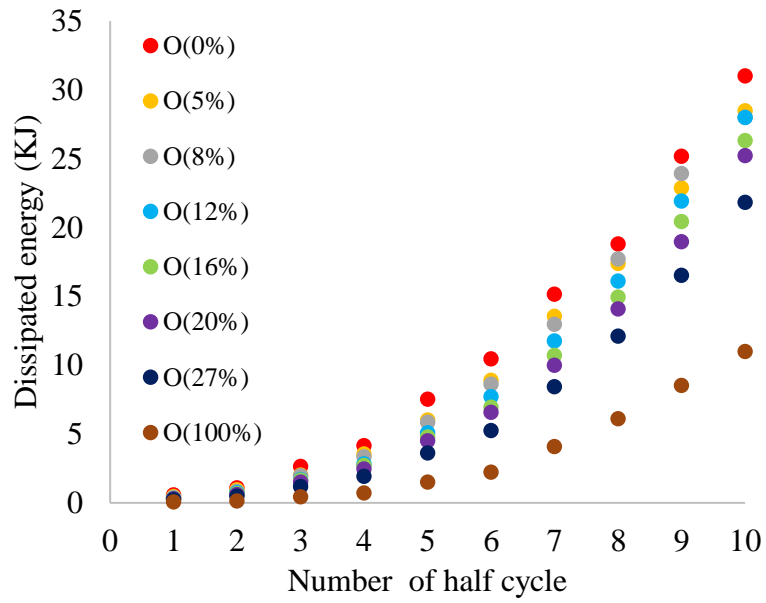 35
30
25
20
15
10
5
0
Dissipated energy (KJ)
O(0%)
O(5%)
O(8%)
O(12%)
O(16%)
O(20%)
O(27%)
O(100%)
0 1 2 3 4 5 6 7 8 9 10
Number of half cycle